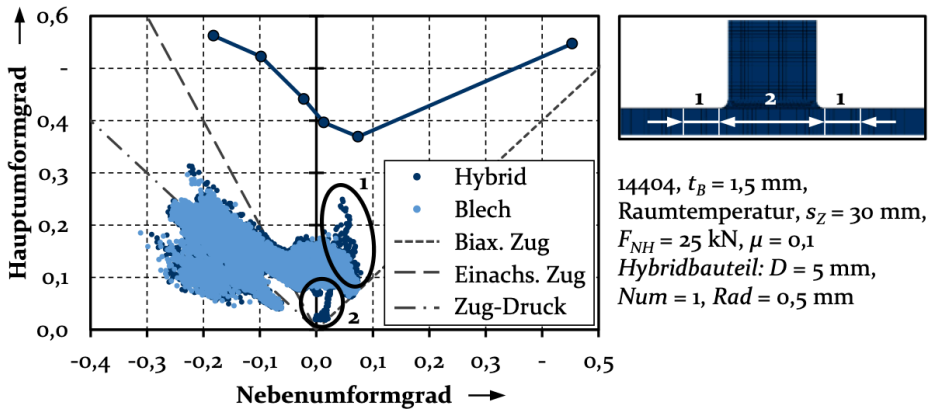 0,6
-
0,4
0,3
0,2
0,1
0,0
Hauptumformgrad
-0,4 -0,3 -0,2 -0,1 0,0 0,1 0,2 0,3 - 0,5
Nebenumformgrad
Hybrid
Blech
Biax. Zug
Einachs. Zug
Zug-Druck
1
2
1 2 1
14404, tB = 1,5 mm,
Raumtemperatur, sZ = 30 mm,
FNH = 25 kN, μ = 0,1
Hybridbauteil: D = 5 mm,
Num = 1, Rad = 0,5 mm